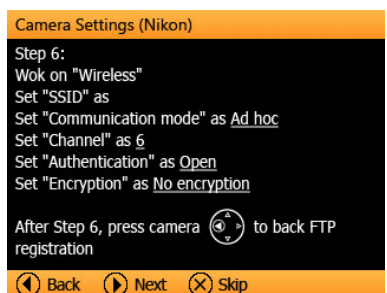 Camera Settings (Nikon)
Step 6:
Wok on "Wireless"
Set "SSID" as
Set "Communication mode" as Ad hoc
Set "Channel" as 6
Set "Authentication" as Open
Set "Encryption" as No encryption
After Step 6, press camera to back FTP
registration
Back Next Skip